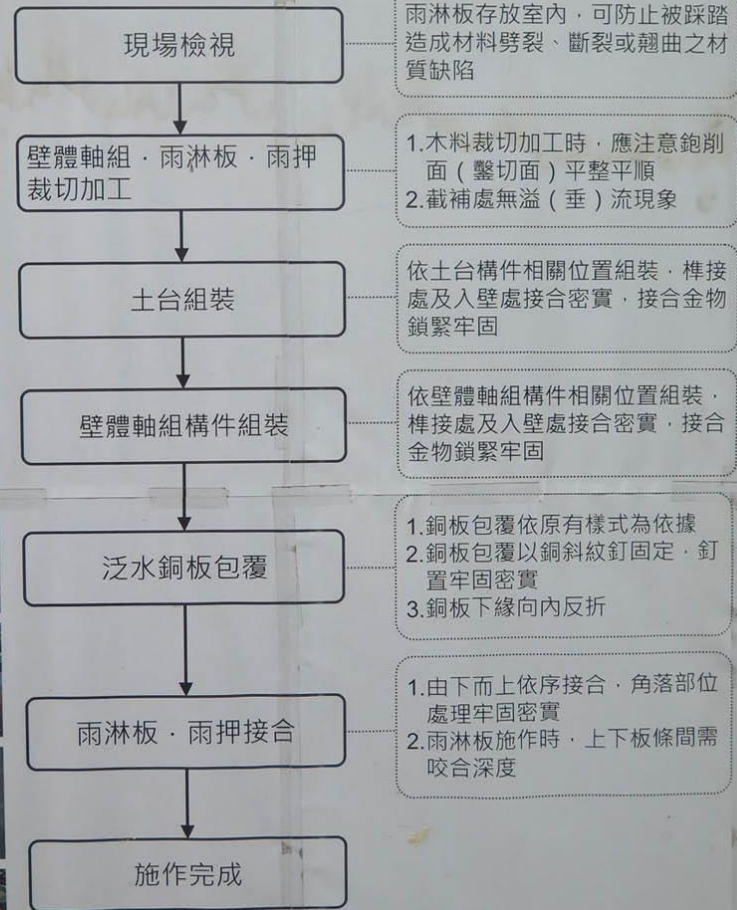 現場檢視
雨淋板存放室內，可防止被踩踏
造成材料劈裂、斷裂或翹曲之材
質缺陷
壁體軸組．雨淋板．雨押
裁切加工
1.木料裁切加工時，應注意鉋削
面（鑿切面）平整平順
2.截補處無溢（垂）流現象
土台組裝
依土台構件相關位置組裝，榫接
處及入壁處接合密實，接合金物
鎖緊牢固
壁體軸組構件組裝
依壁體軸組構件相關位置組裝，
榫接處及入壁處接合密實，接合
金物鎖緊牢固
泛水銅板包覆
1.銅板包覆依原有樣式為依據
2.銅板包覆以銅斜紋釘固定，釘
置牢固密實
3.銅板下緣向內反折
雨淋板．雨押接合
1.由下而上依序接合，角落部位
處理牢固密實
2.雨淋板施作時，上下板條間需
咬合深度
施作完成